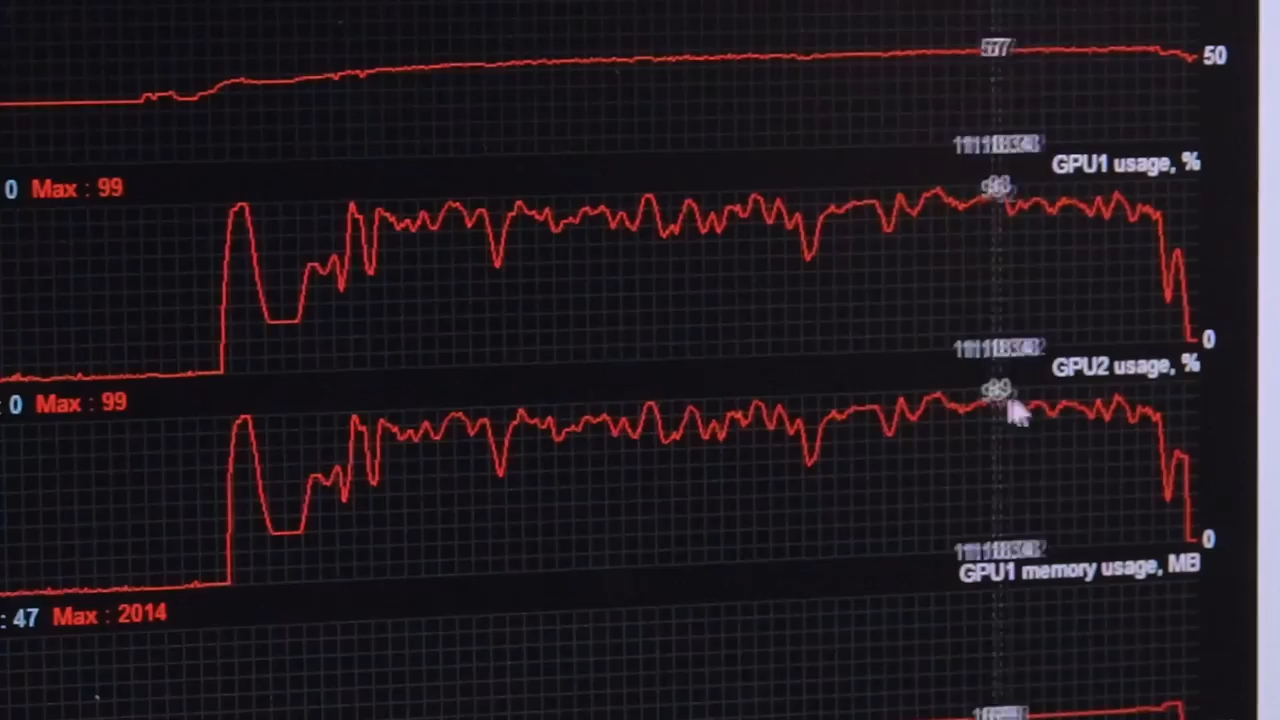 50
GPU1 usage, %
0 Max : 99
0
GPU2 usage, %
: 0 Max : 99
0
GPU1 memory usage, MB
: 47 Max : 2014